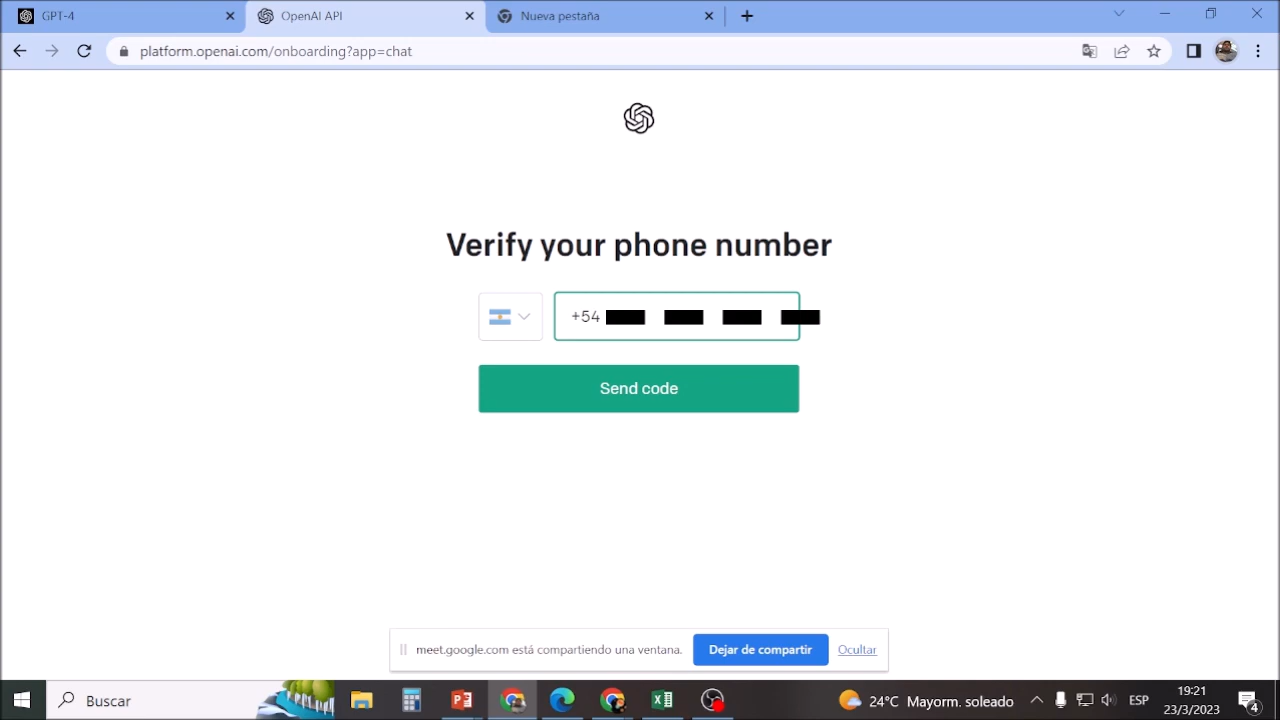 GPT-4
OpenAI API
Nueva pestaña
platform.openai.com/onboarding?app=chat
Verify your phone number
+54
Send code
meet.google.com está compartiendo una ventana.
Dejar de compartir
Ocultar
Buscar
24°C Mayorm. soleado
ESP
19:21
23/3/2023
4